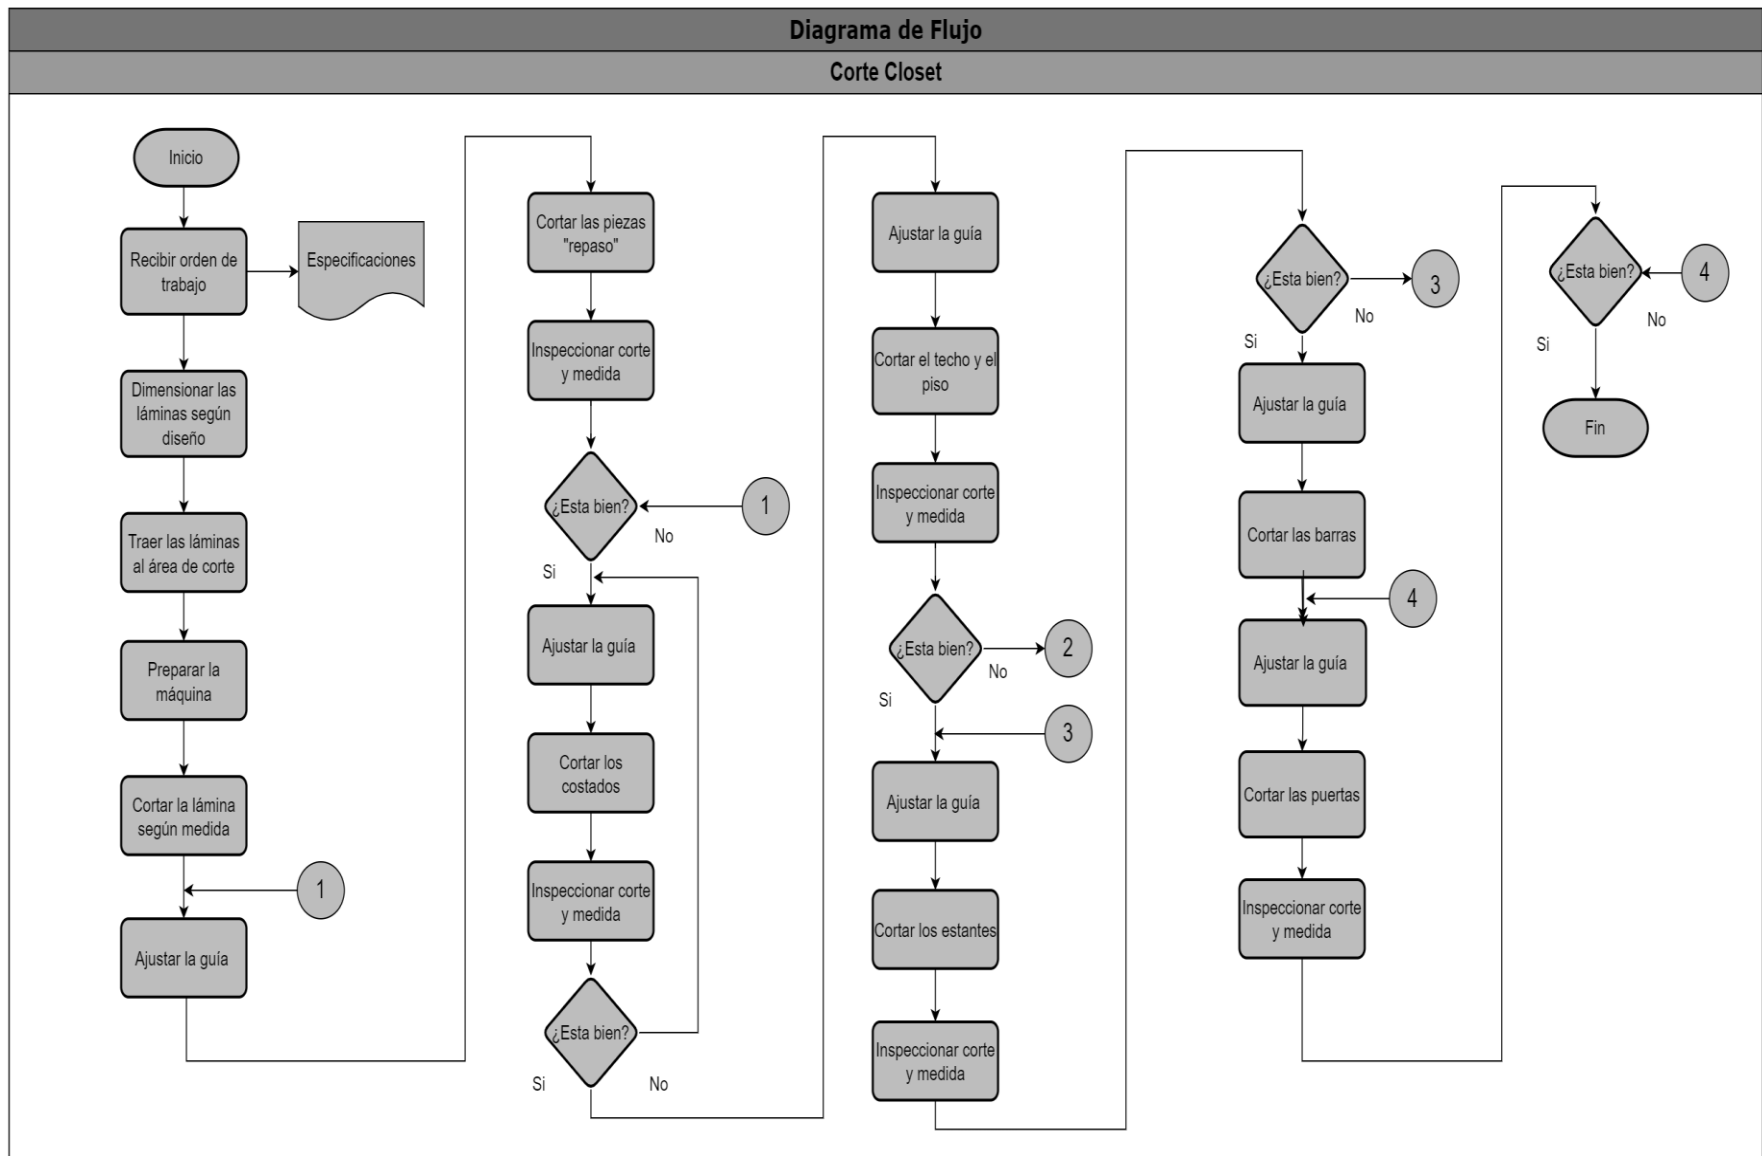 Diagrama de Flujo
Corte Closet
Inicio
Recibir orden de
trabajo
Especificaciones
Dimensionar las
láminas según
diseño
Traer las láminas
al área de corte
Preparar la
máquina
Cortar la lámina
según medida
1
Ajustar la guía
Cortar las piezas
"repaso"
Inspeccionar corte
y medida
¿Esta bien?
1
No
Si
Ajustar la guía
Cortar los
costados
Inspeccionar corte
y medida
¿Esta bien?
Si
No
Ajustar la guía
Cortar el techo y el
piso
Inspeccionar corte
y medida
¿Esta bien?
2
No
Si
3
Ajustar la guía
Cortar los estantes
Inspeccionar corte
y medida
¿Esta bien?
3
No
Si
Ajustar la guía
Cortar las barras
4
Ajustar la guía
Cortar las puertas
Inspeccionar corte
y medida
¿Esta bien?
4
No
Si
Fin